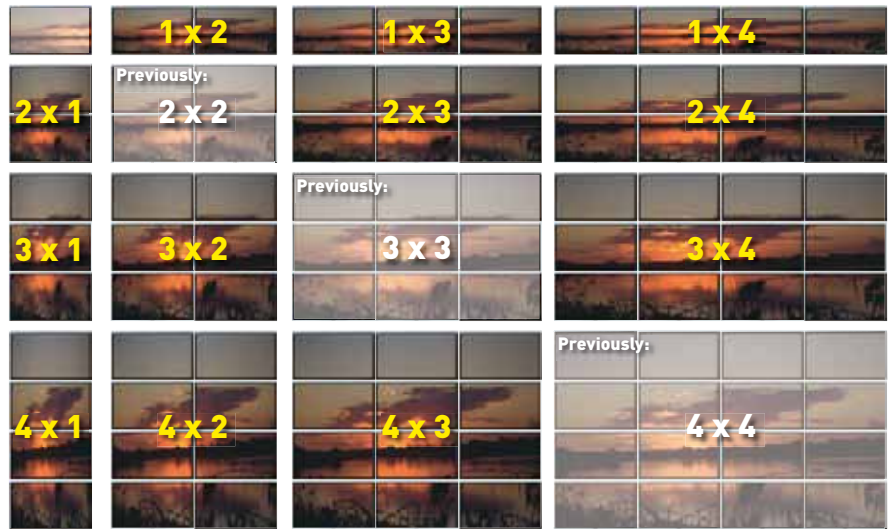 1 x 2
1 x 3
1 x 4
2 x 1
Previously:
2 x 2
2 x 3
2 x 4
3 x 1
3 x 2
Previously:
3 x 3
3 x 4
4 x 1
4 x 2
4 x 3
Previously:
4 x 4